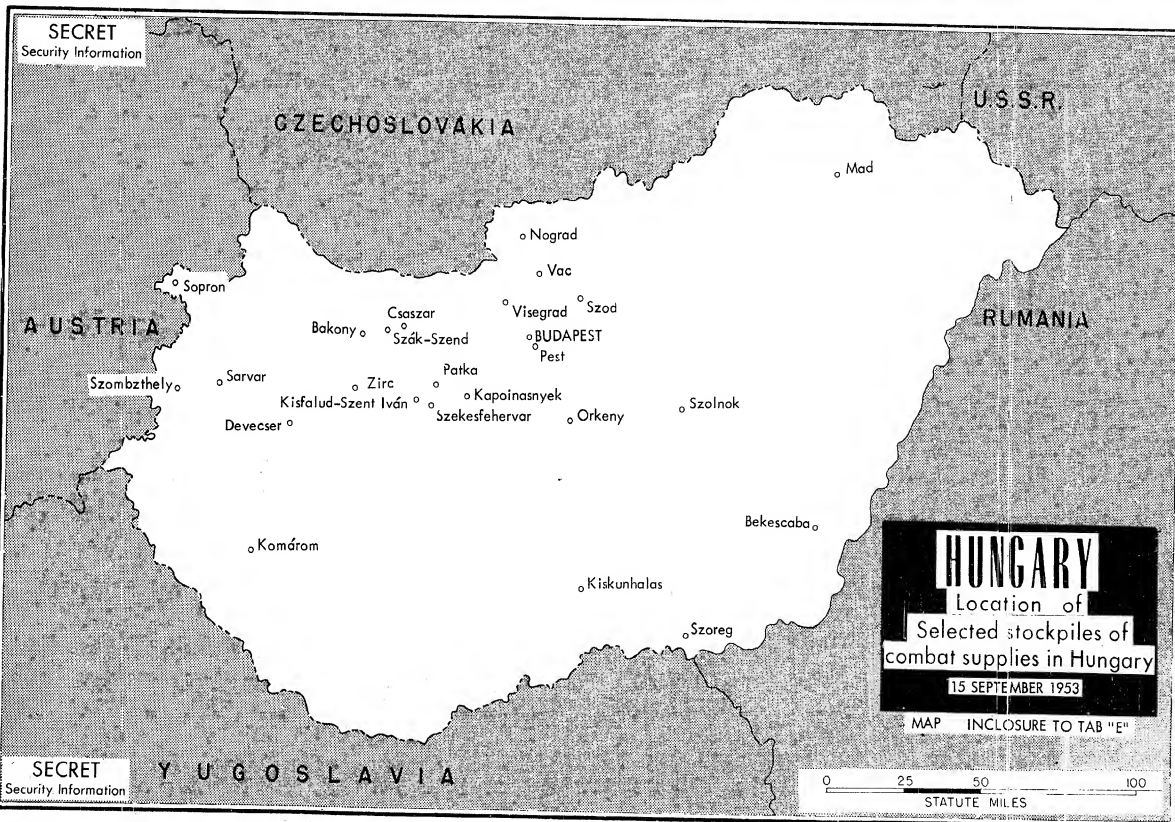 SECRET
Security Information
CZECHOSLOVAKIA
U.S.S.R.
Mad
Nograd
Vac
Sopron
Szod
Visegrad
Csaszar
AUSTRIA
Bakony
Szák-Szend
BUDAPEST
Pest
RUMANIA
Szombzthely
Sarvar
Zirc
Patka
Kapoinasnyek
Kisfalud-Szent Iván
Szekesfehervar
Szolnok
Devecser
Orkeny
Bekescaba
Komárom
Kiskunhalas
Szoreg
HUNGARY
Location of
Selected stockpiles of
combat supplies in Hungary
15 SEPTEMBER 1953
MAP INCLOSURE TO TAB "E"
SECRET
Security Information
YUGOSLAVIA
0 25 50 100
STATUTE MILES